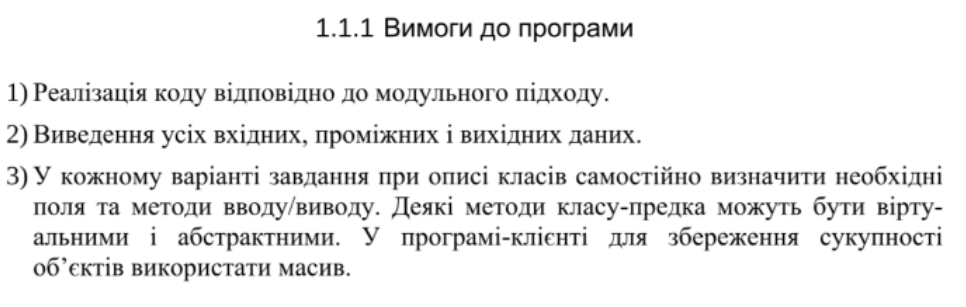 1.1.1 Вимоги до програми
1) Реалізація коду відповідно до модульного підходу.
2) Виведення усіх вхідних, проміжних і вихідних даних.
3) У кожному варіанті завдання при описі класів самостійно визначити необхідні
поля та методи вводу/виводу. Деякі методи класу-предка можуть бути вірту-
альними і абстрактними. У програмі-клієнті для збереження сукупності
об’єктів використати масив.